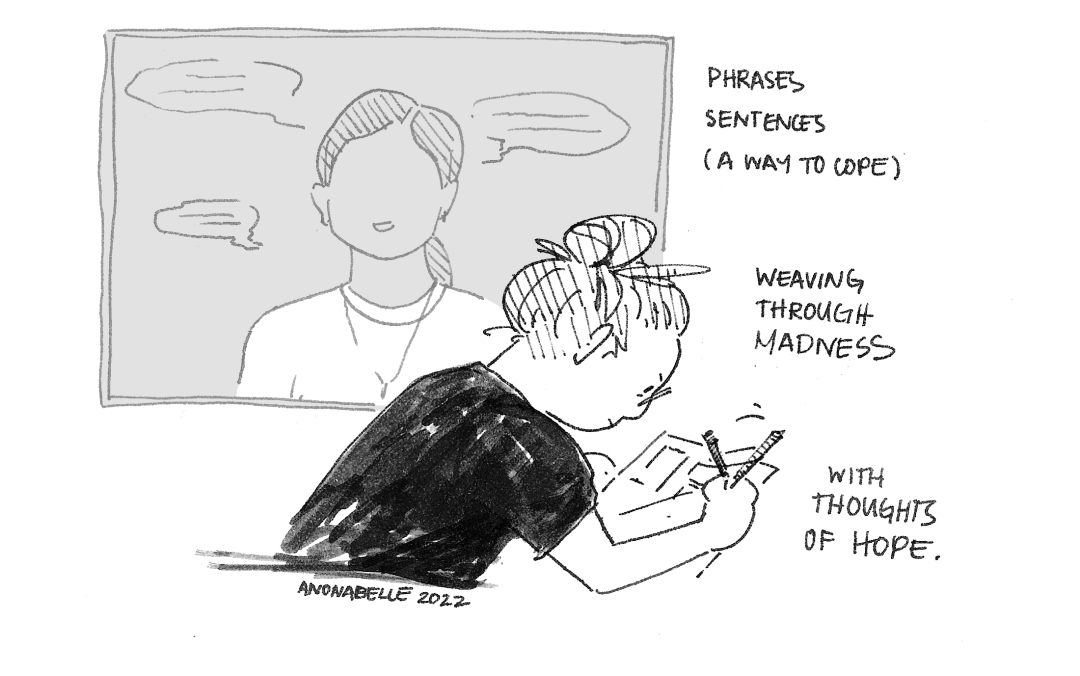 PHRASES
SENTENCES
(A WAY TO COPE)
WEAVING
THROUGH
MADNESS
WITH
THOUGHTS
OF HOPE.
ANONABELLE 2022